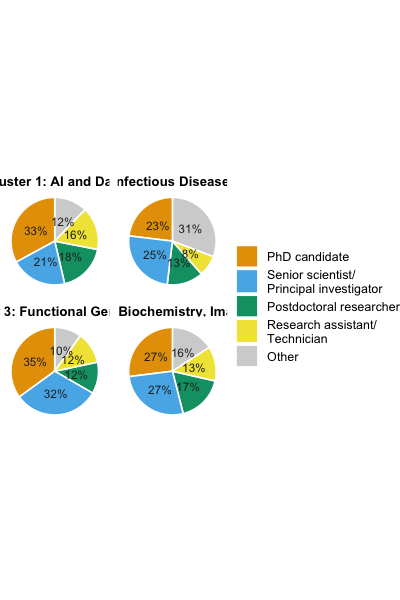 uster 1: AI and Da
nfectious Disease
12%
33%
16%
18%
21%
23%
31%
8%
13%
25%
3: Functional Ge
Biochemistry, Ima
10%
12%
35%
12%
32%
16%
27%
13%
17%
27%
PhD candidate
Senior scientist/
Principal investigator
Postdoctoral researcher
Research assistant/
Technician
Other